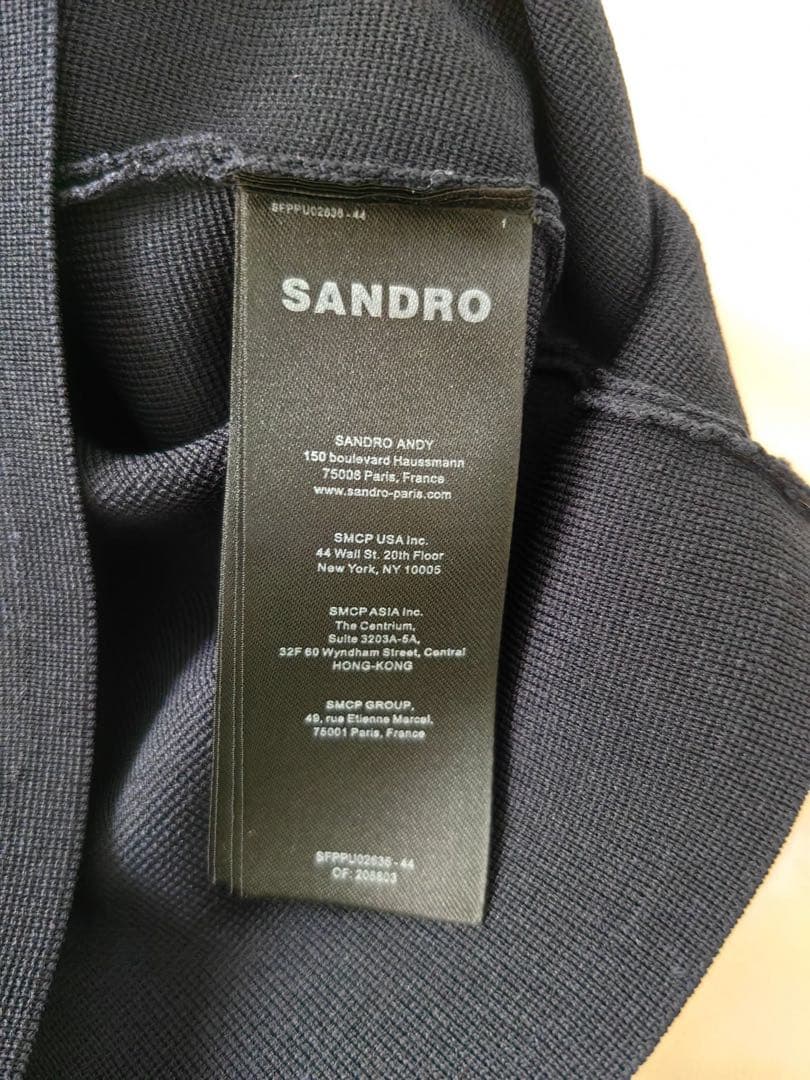 SFPPU02636-44
1
SANDRO
SANDRO ANDY
150 boulevard Haussmann
75008 Paris, France
www.sandro-paris.com
SMCP USA Inc.
44 Wall St. 20th Floor
New York, NY 10005
SMCP ASIA Inc.
The Centrium,
Suite 3203A-5A,
32F 60 Wyndham Street, Central
HONG-KONG
SMCP GROUP,
49, rue Etienne Marcel,
75001 Paris, France
SFPPU02636-44
OF: 208803